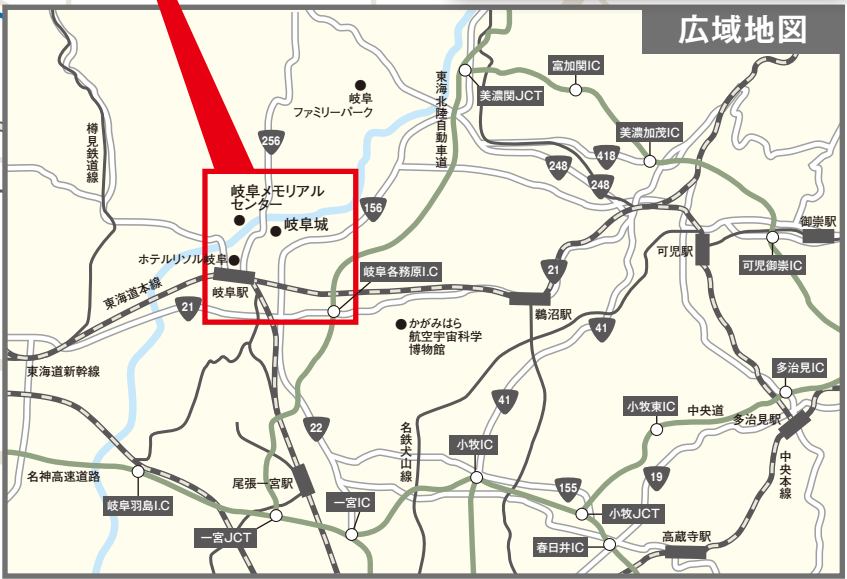 広域地図
富加関IC
美濃関JCT
東海北陸自動車道
岐阜
ファミリーパーク
美濃加茂IC
樽見鉄道線
256
418
248
248
156
岐阜メモリアル
センター
岐阜城
御嵩駅
可児駅
可児御嵩IC
ホテルリソル岐阜
岐阜各務原I.C
21
岐阜駅
東海道本線
21
鵜沼駅
かがみはら
航空宇宙科学
博物館
41
東海道新幹線
多治見IC
41
小牧東IC
中央道
多治見駅
22
名鉄犬山線
小牧IC
中央本線
名神高速道路
尾張一宮駅
19
155
岐阜羽島I.C
一宮IC
小牧JCT
一宮JCT
春日井IC
高蔵寺駅